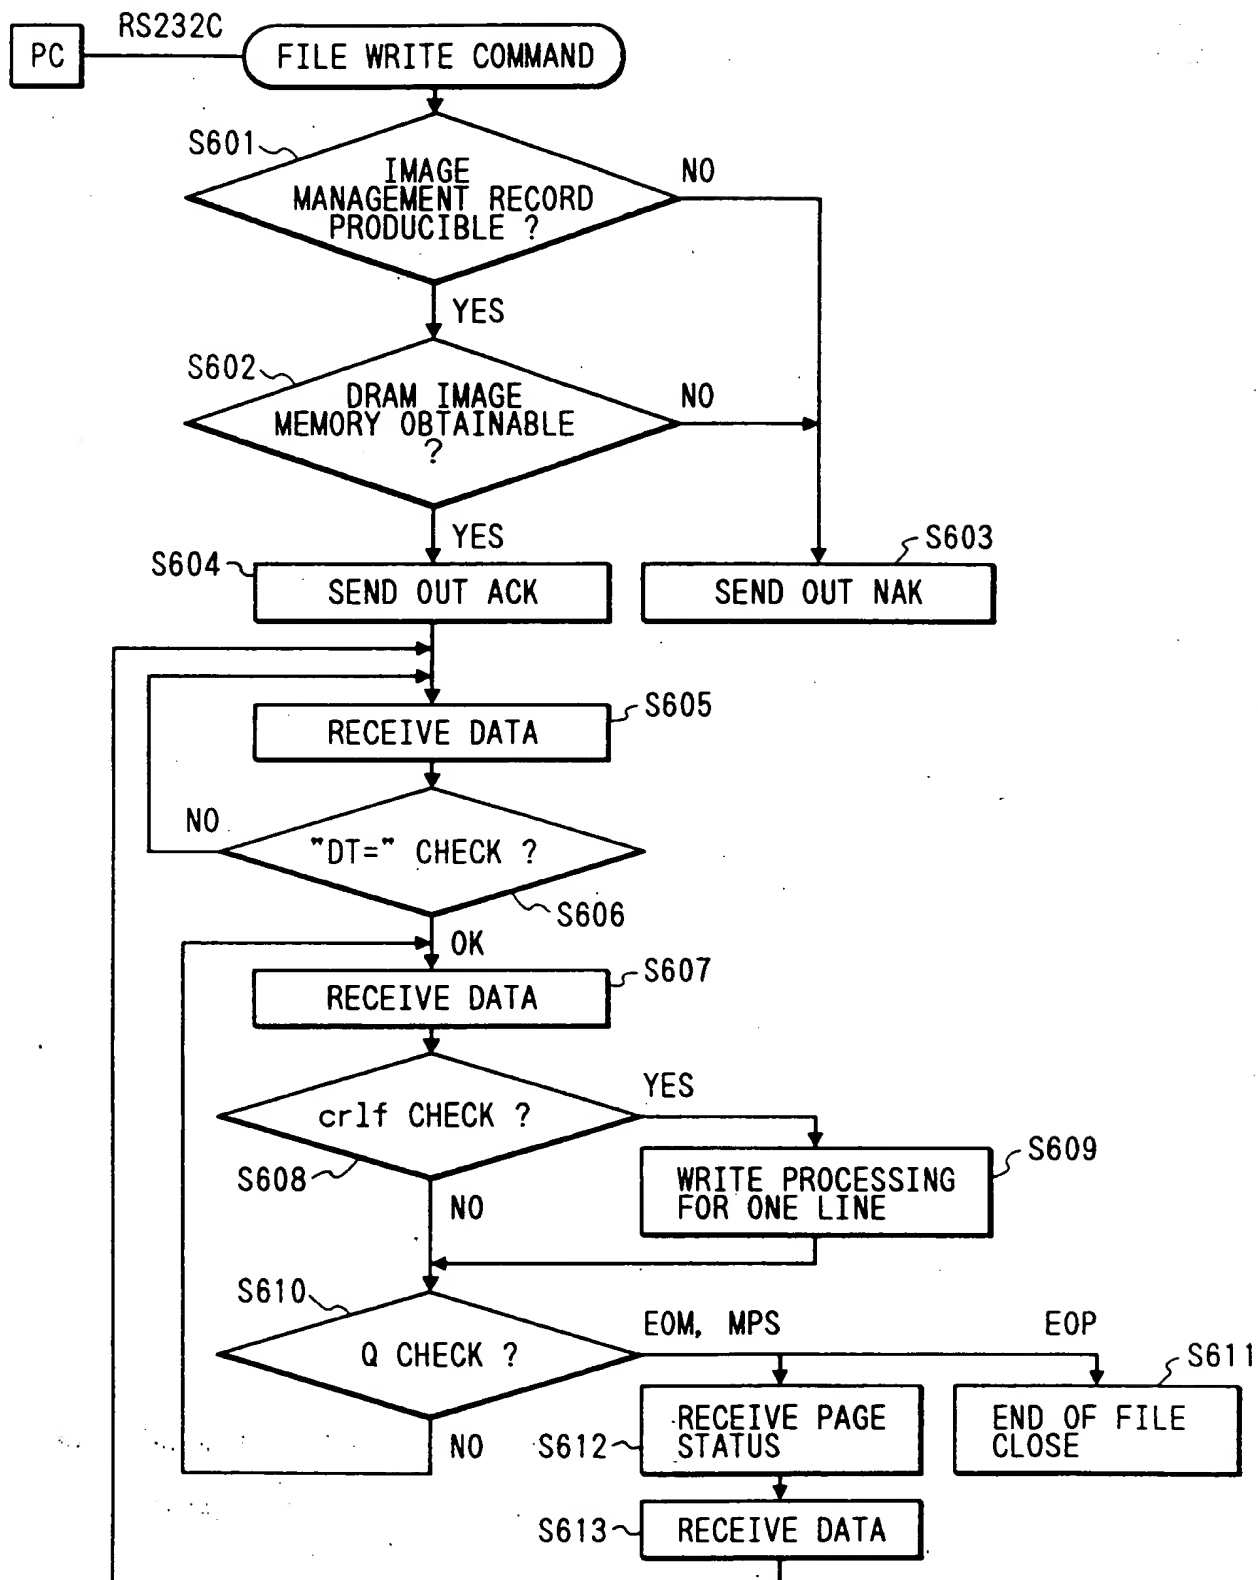 RS232C
PC
FILE WRITE COMMAND
S601
IMAGE
MANAGEMENT RECORD
PRODUCIBLE ?
NO
YES
S602
DRAM IMAGE
MEMORY OBTAINABLE
?
NO
YES
S603
S604
SEND OUT ACK
SEND OUT NAK
S605
RECEIVE DATA
NO
"DT=" CHECK ?
S606
OK
S607
RECEIVE DATA
YES
crlf CHECK ?
S608
S609
WRITE PROCESSING
FOR ONE LINE
NO
S610
EOM, MPS
EOP
Q CHECK ?
S611
NO
S612
RECEIVE PAGE
STATUS
END OF FILE
CLOSE
S613
RECEIVE DATA